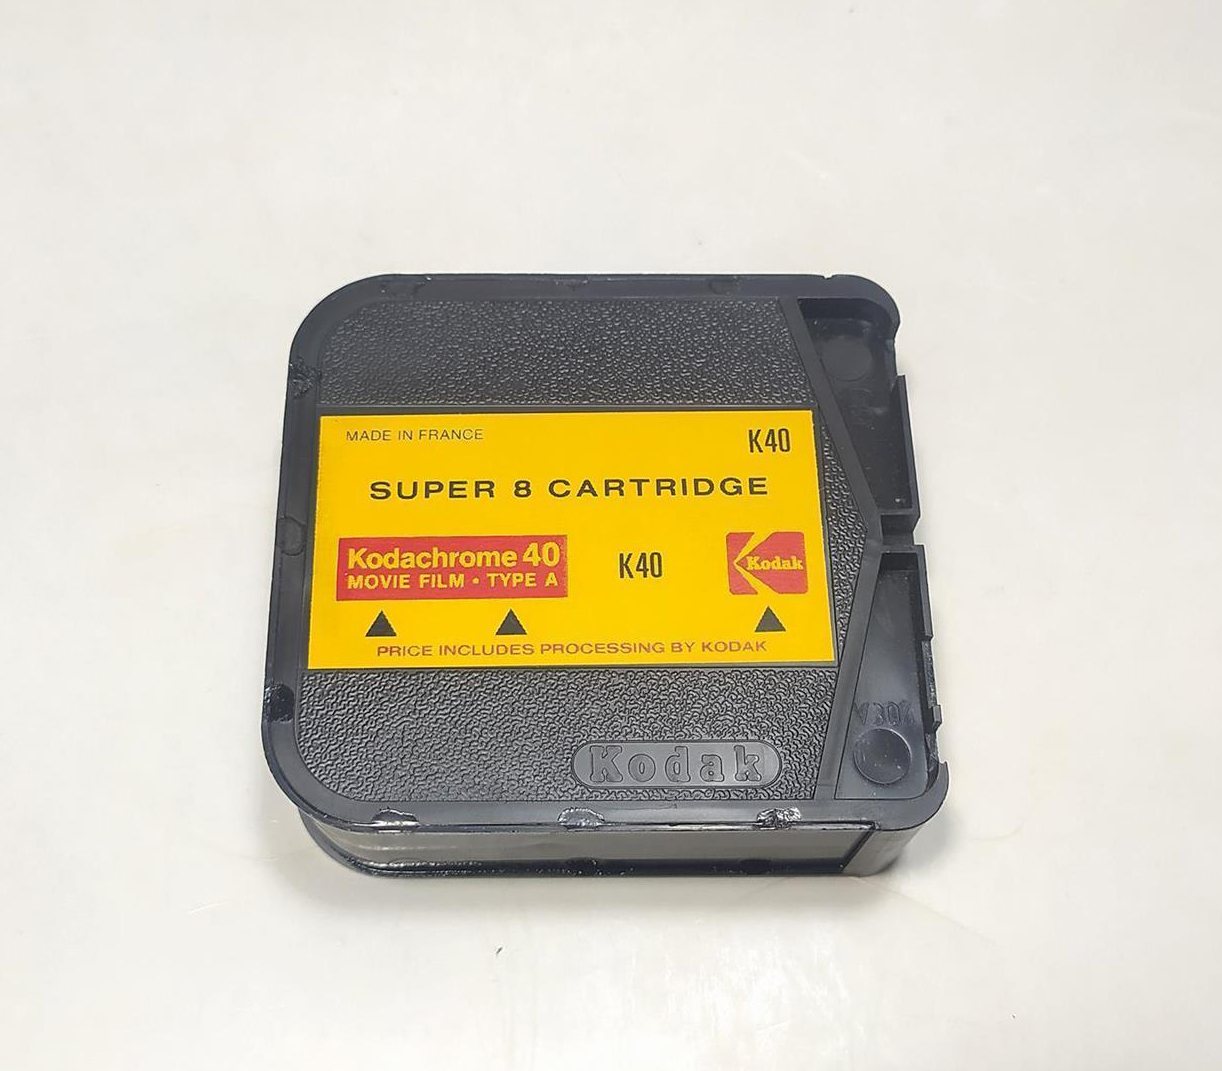 MADE IN FRANCE
K40
SUPER 8 CARTRIDGE
Kodachrome 40
MOVIE FILM • TYPE A
K40
Kodak
PRICE INCLUDES PROCESSING BY KODAK
Kodak